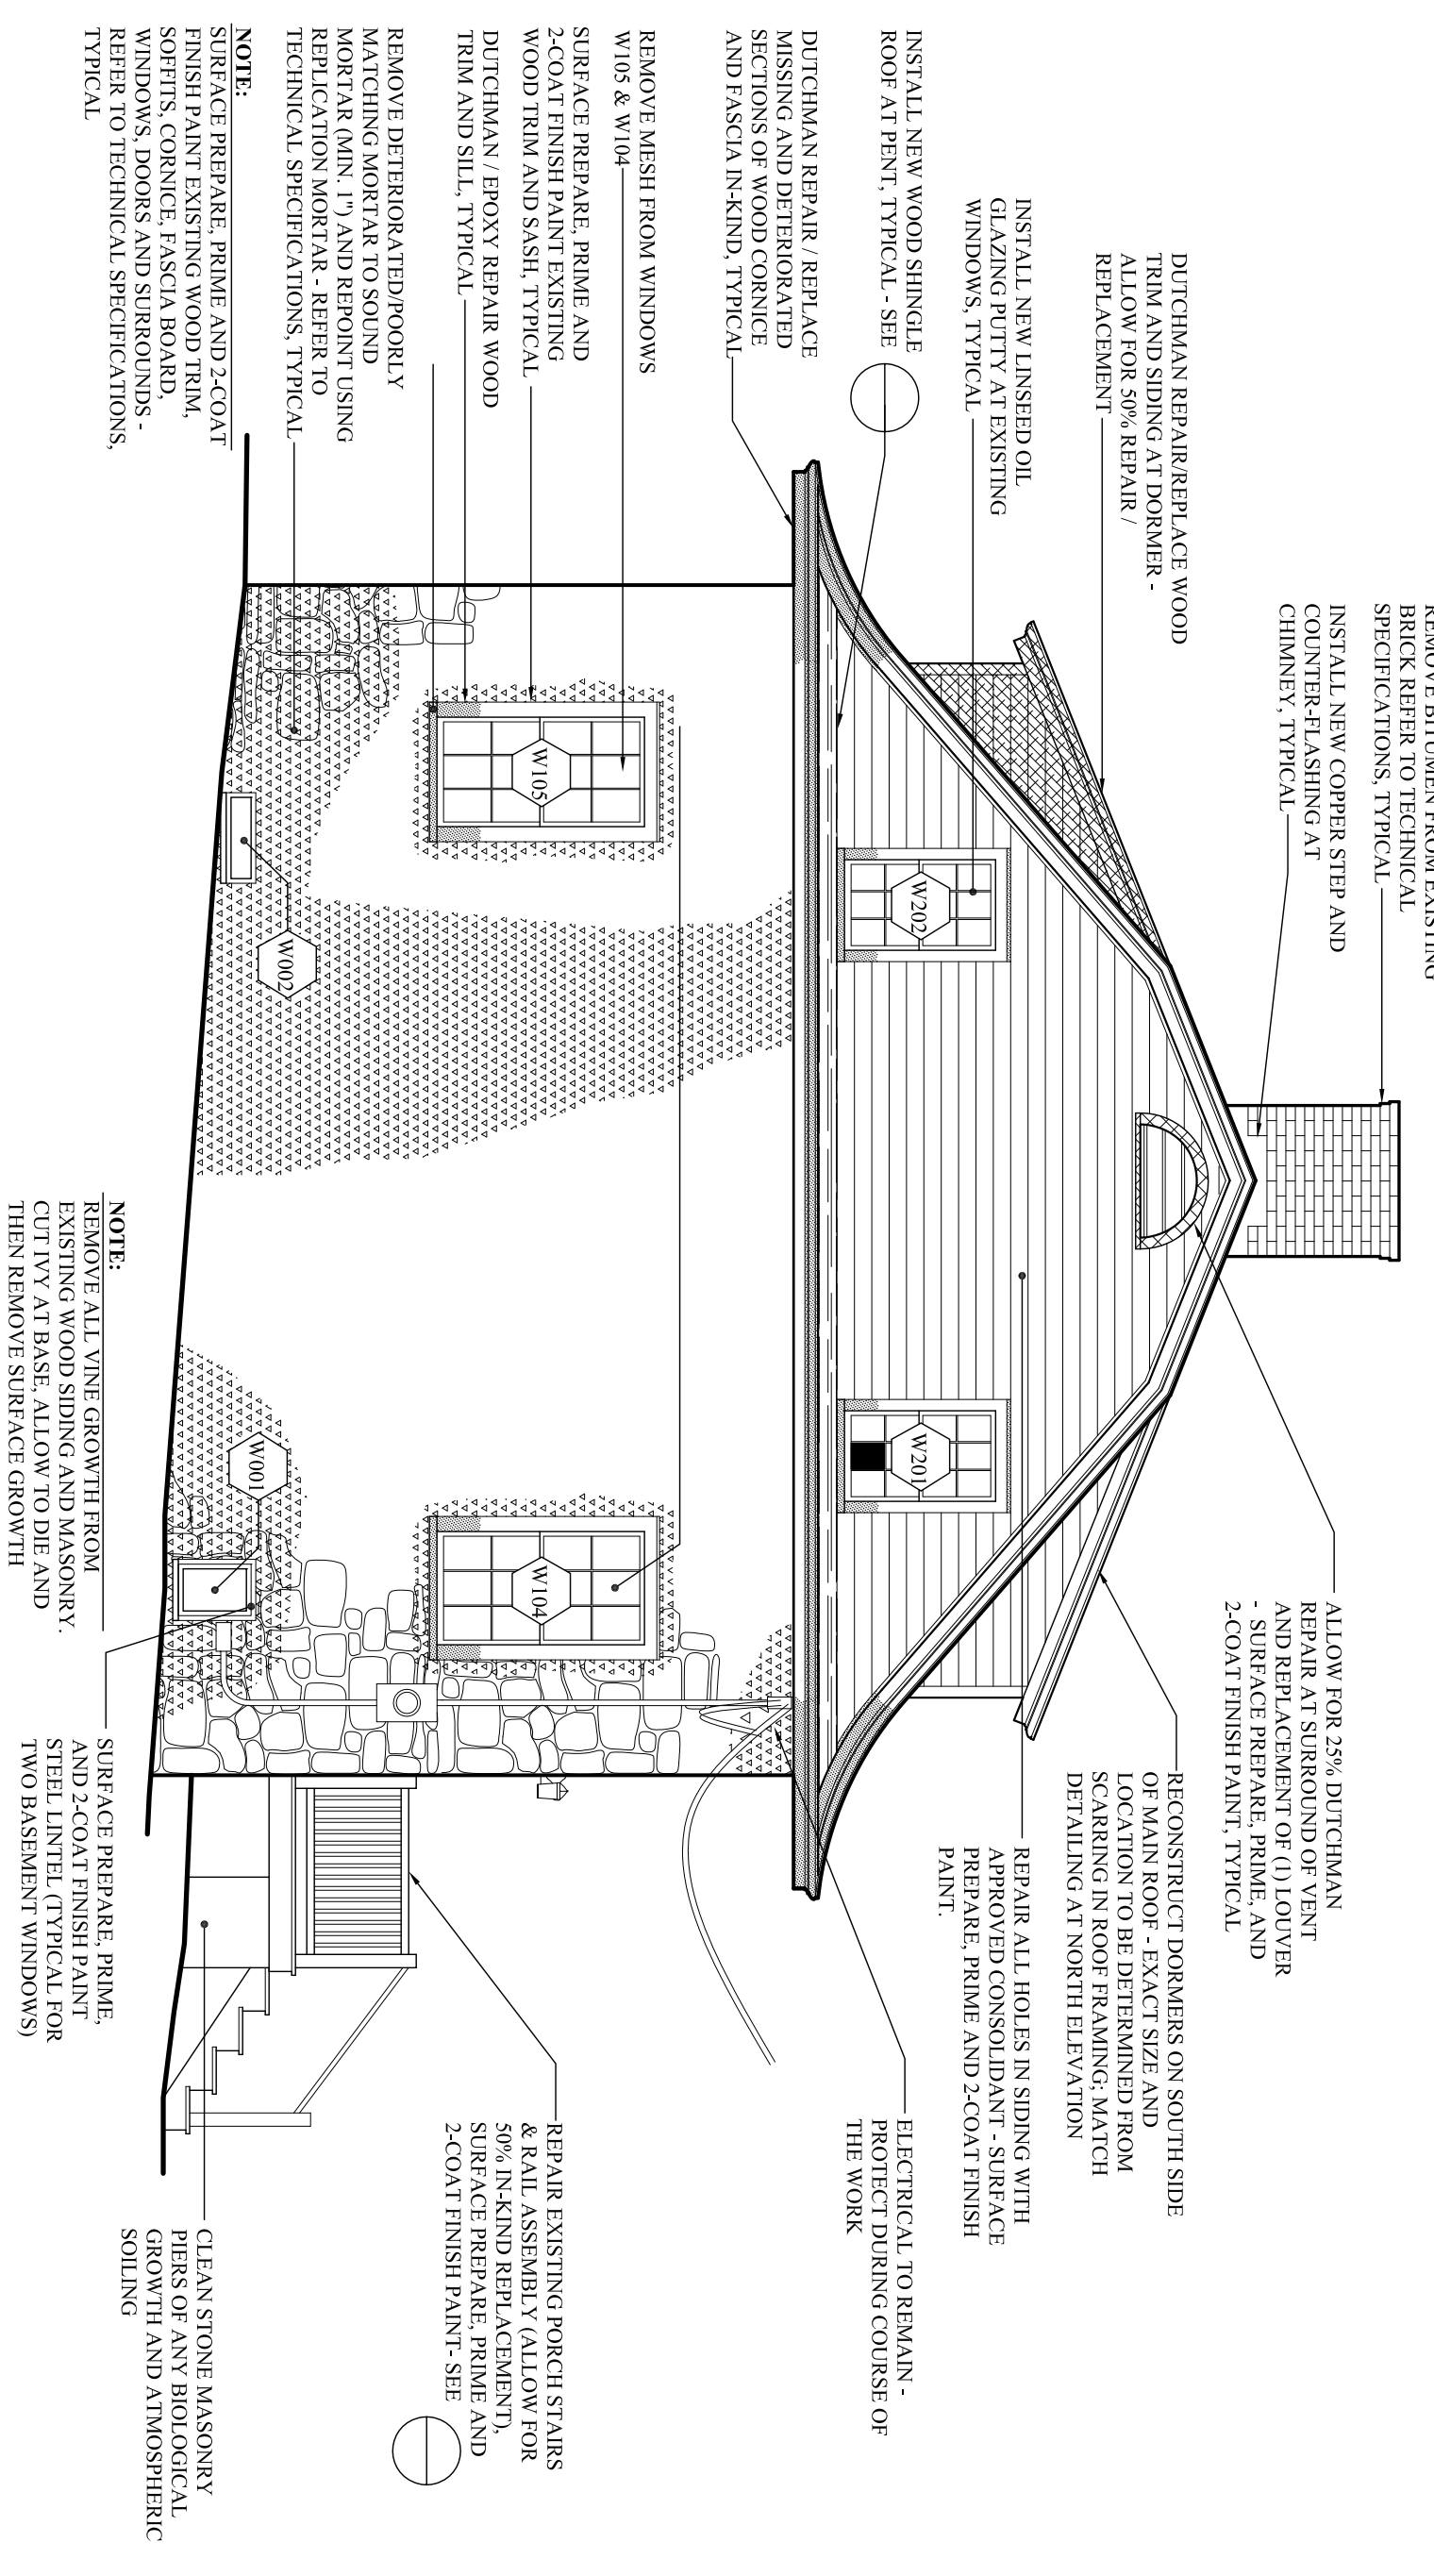 REMOVE BITUMEN FROM EXISTING
BRICK REFER TO TECHNICAL
SPECIFICATIONS, TYPICAL
INSTALL NEW COPPER STEP AND
COUNTER-FLASHING AT
CHIMNEY, TYPICAL
DUTCHMAN REPAIR/REPLACE WOOD
TRIM AND SIDING AT DORMER -
ALLOW FOR 50% REPAIR /
REPLACEMENT
INSTALL NEW LINSEED OIL
GLAZING PUTTY AT EXISTING
WINDOWS, TYPICAL
INSTALL NEW WOOD SHINGLE
ROOF AT PENT, TYPICAL - SEE
DUTCHMAN REPAIR / REPLACE
MISSING AND DETERIORATED
SECTIONS OF WOOD CORNICE
AND FASCIA IN-KIND, TYPICAL
REMOVE MESH FROM WINDOWS
W105 & W104
SURFACE PREPARE, PRIME AND
2-COAT FINISH PAINT EXISTING
WOOD TRIM AND SASH, TYPICAL
DUTCHMAN / EPOXY REPAIR WOOD
TRIM AND SILL, TYPICAL
REMOVE DETERIORATED/POORLY
MATCHING MORTAR TO SOUND
MORTAR (MIN. 1") AND REPOINT USING
REPLICATION MORTAR - REFER TO
TECHNICAL SPECIFICATIONS, TYPICAL
NOTE:
SURFACE PREPARE, PRIME AND 2-COAT
FINISH PAINT EXISTING WOOD TRIM,
SOFFITS, CORNICE, FASCIA BOARD,
WINDOWS, DOORS AND SURROUNDS -
REFER TO TECHNICAL SPECIFICATIONS,
TYPICAL
W202
W201
W105
W104
W002
W001
ALLOW FOR 25% DUTCHMAN
REPAIR AT SURROUND OF VENT
AND REPLACEMENT OF (1) LOUVER
- SURFACE PREPARE, PRIME, AND
2-COAT FINISH PAINT, TYPICAL
RECONSTRUCT DORMERS ON SOUTH SIDE
OF MAIN ROOF - EXACT SIZE AND
LOCATION TO BE DETERMINED FROM
SCARRING IN ROOF FRAMING; MATCH
DETAILING AT NORTH ELEVATION
REPAIR ALL HOLES IN SIDING WITH
APPROVED CONSOLIDANT - SURFACE
PREPARE, PRIME AND 2-COAT FINISH
PAINT.
ELECTRICAL TO REMAIN -
PROTECT DURING COURSE OF
THE WORK
REPAIR EXISTING PORCH STAIRS
& RAIL ASSEMBLY (ALLOW FOR
50% IN-KIND REPLACEMENT),
SURFACE PREPARE, PRIME AND
2-COAT FINISH PAINT- SEE
CLEAN STONE MASONRY
PIERS OF ANY BIOLOGICAL
GROWTH AND ATMOSPHERIC
SOILING
SURFACE PREPARE, PRIME,
AND 2-COAT FINISH PAINT
STEEL LINTEL (TYPICAL FOR
TWO BASEMENT WINDOWS)
NOTE:
REMOVE ALL VINE GROWTH FROM
EXISTING WOOD SIDING AND MASONRY.
CUT IVY AT BASE, ALLOW TO DIE AND
THEN REMOVE SURFACE GROWTH